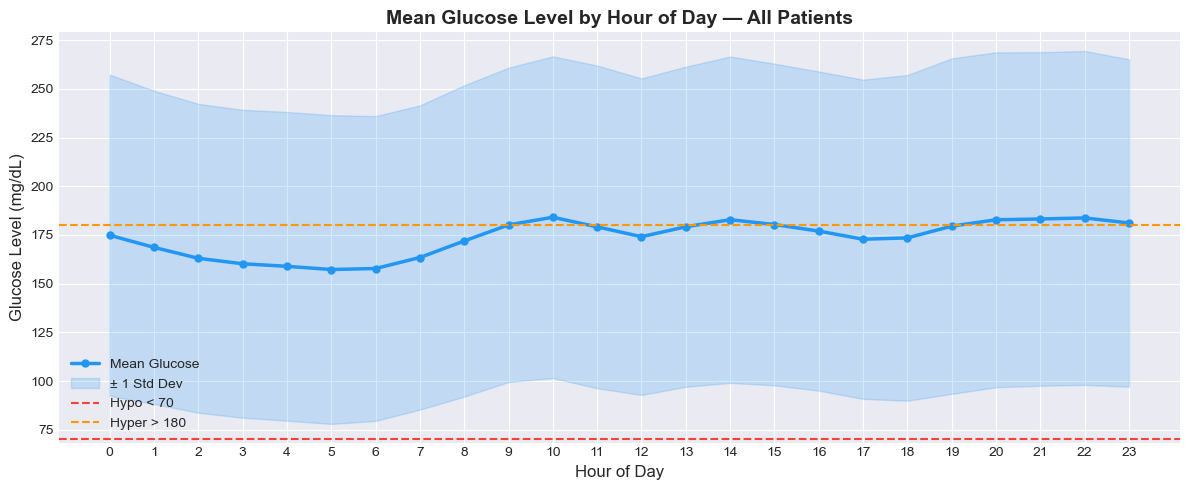 Mean Glucose Level by Hour of Day — All Patients
Glucose Level (mg/dL)
275
250
225
200
175
150
125
100
75
Mean Glucose
± 1 Std Dev
Hypo < 70
Hyper > 180
0 1 2 3 4 5 6 7 8 9 10 11 12 13 14 15 16 17 18 19 20 21 22 23
Hour of Day